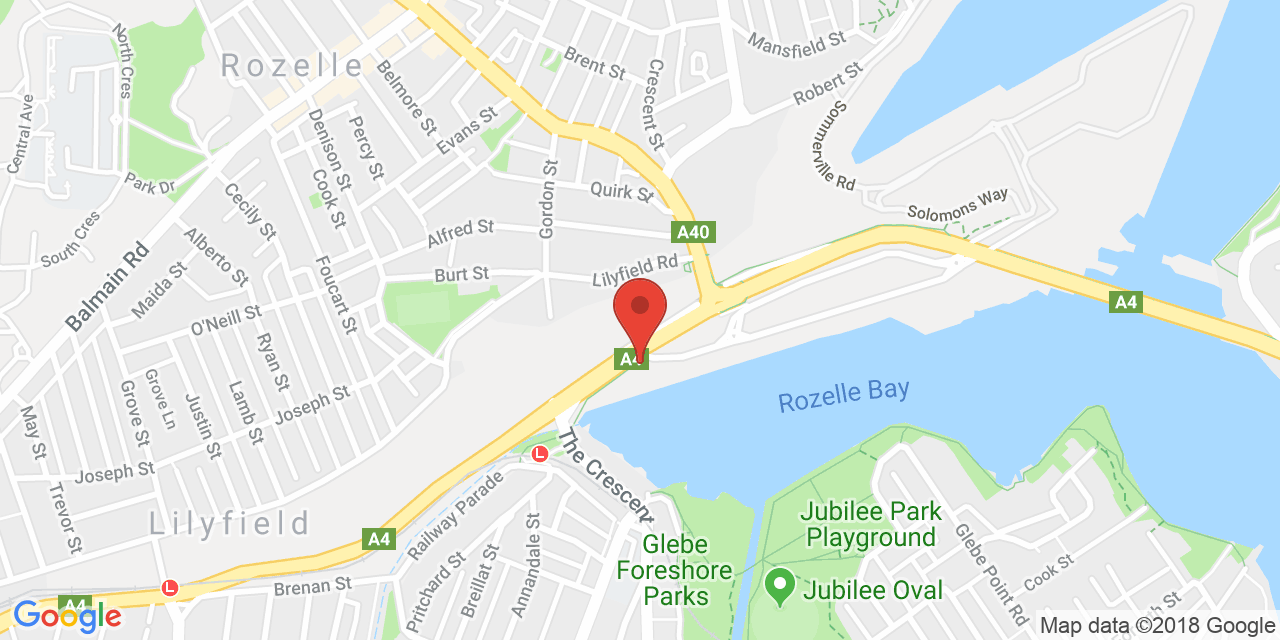 Rozelle
North Cres
Central Ave
Park Dr
South Cres
Balmain Rd
Belmore St
Denison St
Percy St
Evans St
Brent St
Crescent St
Mansfield St
Robert St
Sommerville Rd
Solomons Way
Quirk St
Gordon St
Cecily St
Cook St
Alfred St
A40
Alberto St
Maida St
Foucart St
Burt St
Lilyfield Rd
O'Neill St
Ryan St
A4
A4
Rozelle Bay
Grove St
Grove Ln
Justin St
Lamb St
Joseph St
May St
Joseph St
Trevor St
L
The Crescent
Railway Parade
Lilyfield
A4
Pritchard St
Breillat St
Annandale St
Brenan St
L
A4
Glebe
Foreshore
Parks
Jubilee Park
Playground
Jubilee Oval
Glebe Point Rd
Cook St
th St
Google
Map data ©2018 Google